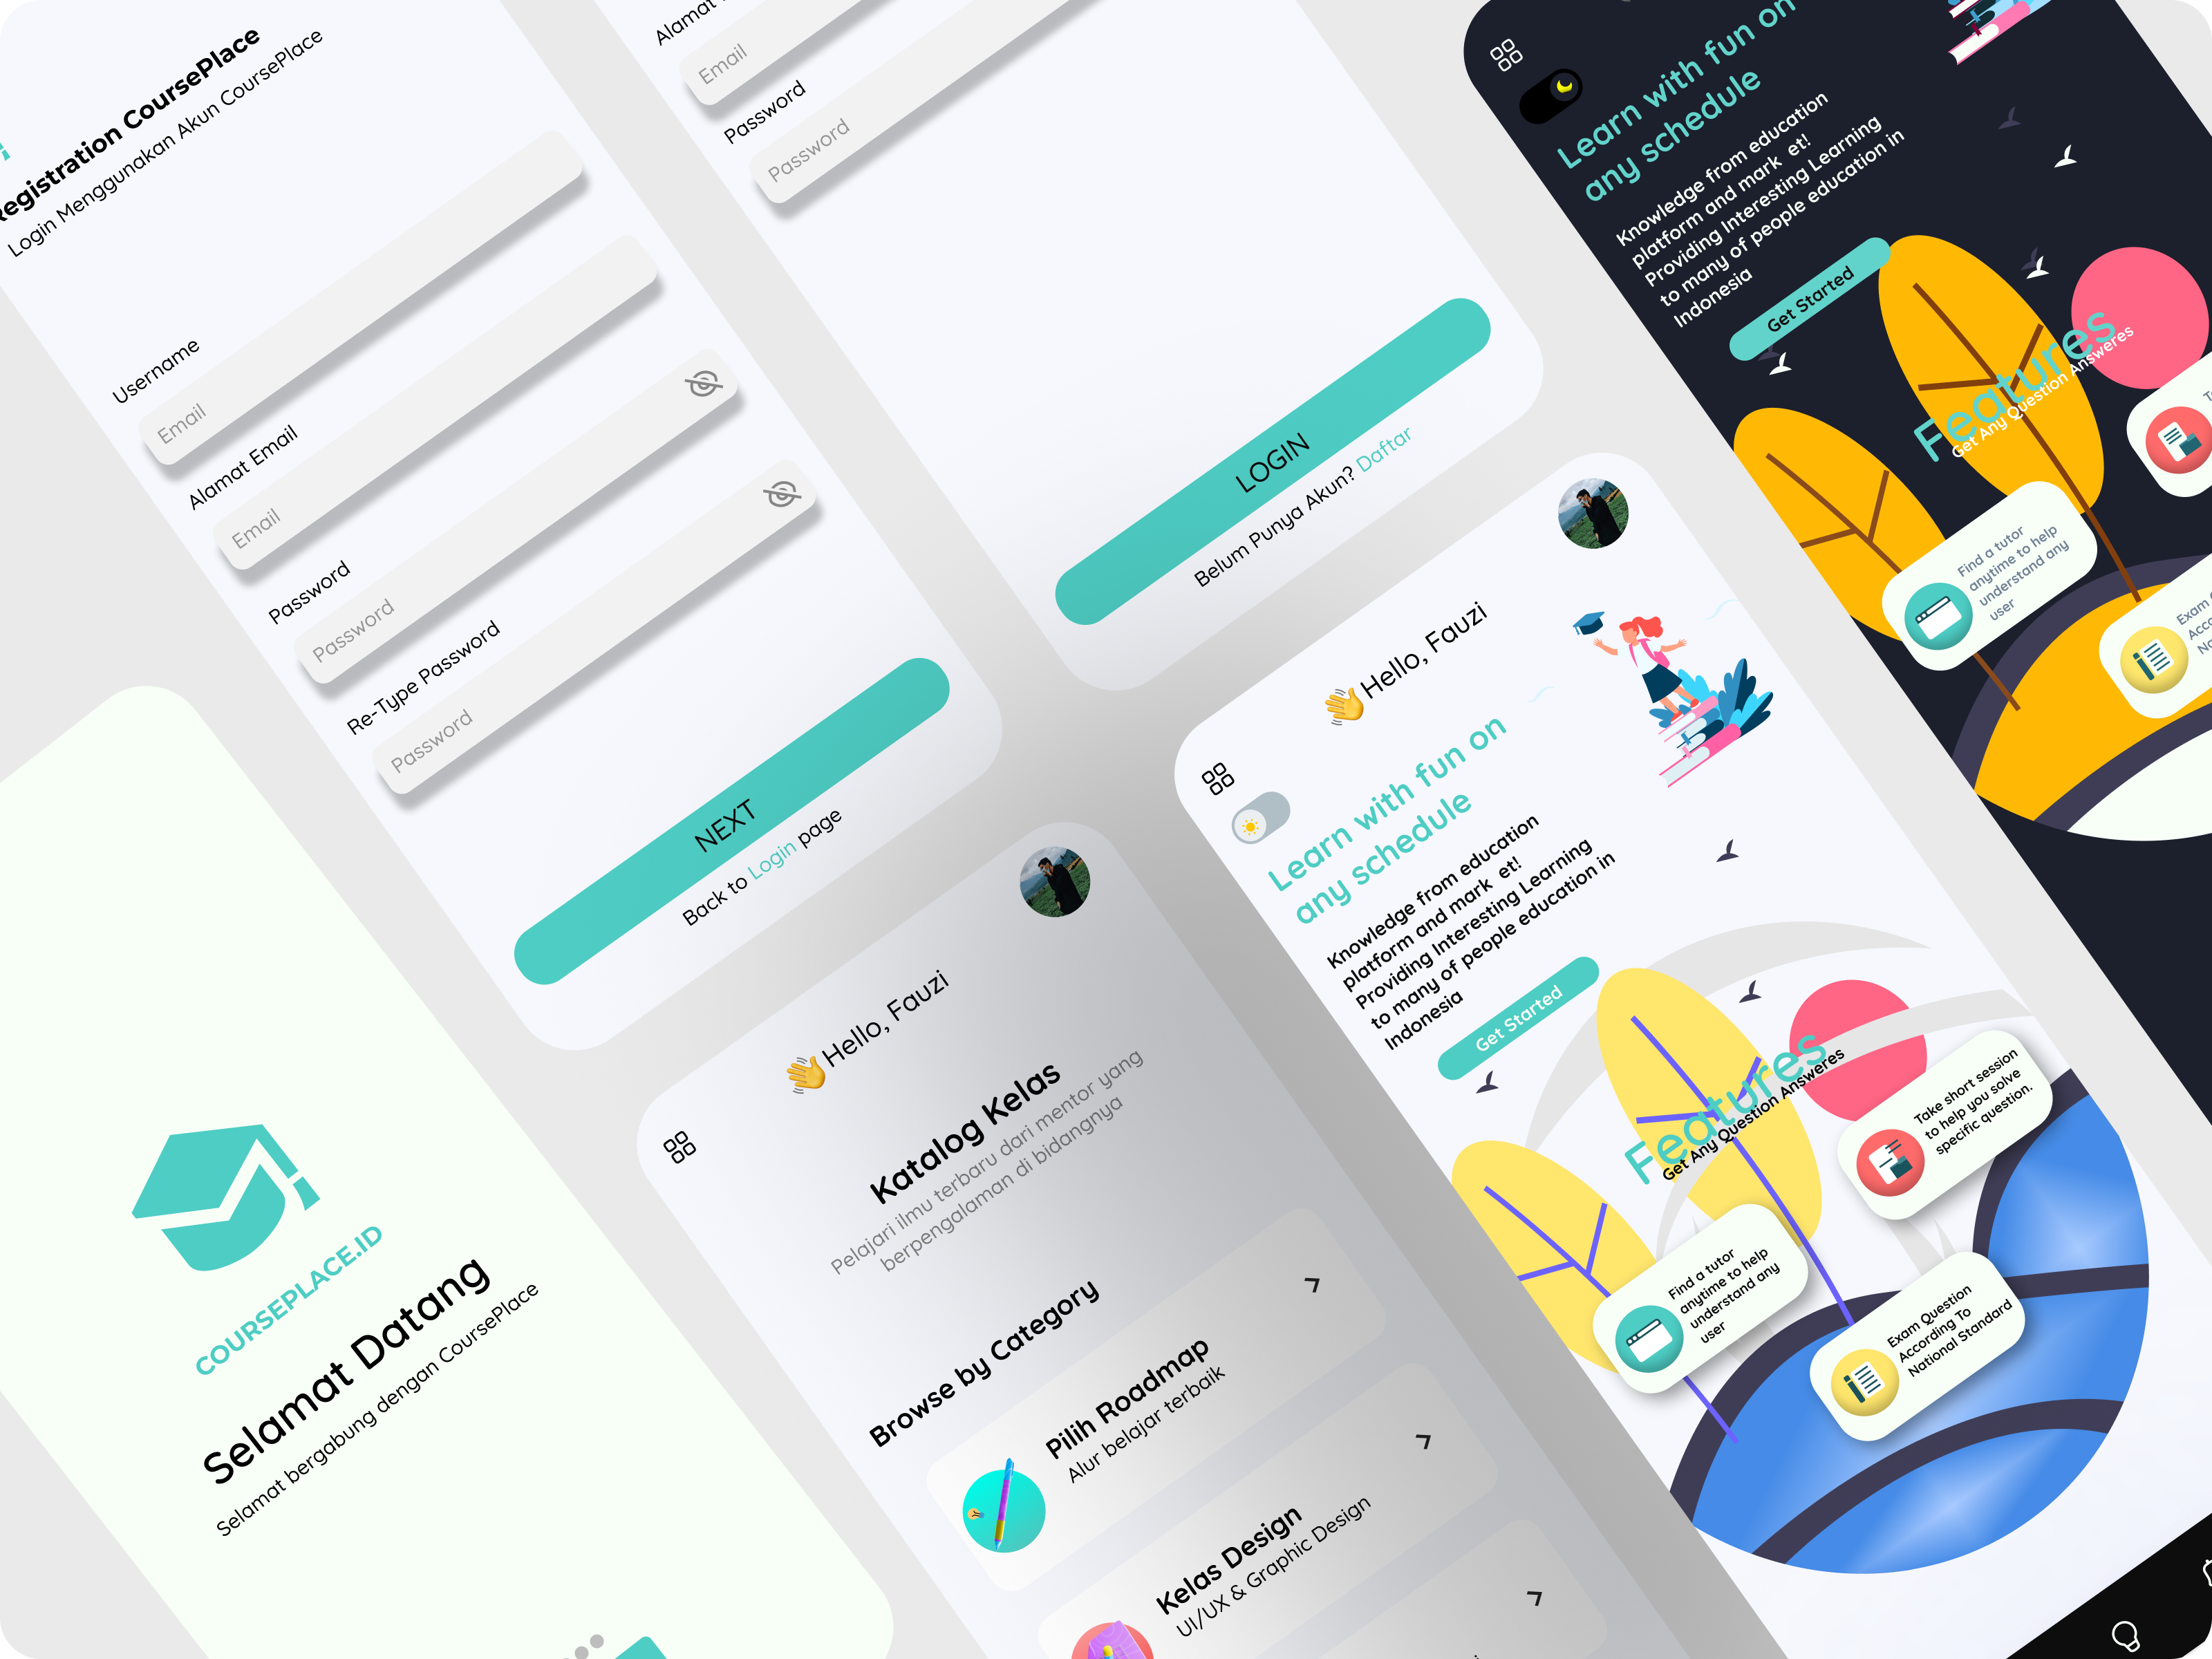 Registration CoursePlace
Login Menggunakan Akun CoursePlace
Username
Email
Alamat Email
Email
Password
Password
Re-Type Password
Password
NEXT
Back to Login page
Alamat
Email
Password
Password
LOGIN
Belum Punya Akun? Daftar
COURSEPLACE.ID
Selamat Datang
Selamat bergabung dengan CoursePlace
👋 Hello, Fauzi
Katalog Kelas
Pelajari ilmu terbaru dari mentor yang
berpengalaman di bidangnya
Browse by Category
Pilih Roadmap
Alur belajar terbaik
Kelas Design
UI/UX & Graphic Design
👋 Hello, Fauzi
Learn with fun on
any schedule
Knowledge from education
platform and mark et!
Providing Interesting Learning
to many of people education in
Indonesia
Get Started
Features
Get Any Question Answeres
Take short session
to help you solve
specific question.
Find a tutor
anytime to help
understand any
user
Exam Question
According To
National Standard
Learn with fun on
any schedule
Knowledge from education
platform and mark et!
Providing Interesting Learning
to many of people education in
Indonesia
Get Started
Features
Get Any Question Answeres
Find a tutor
anytime to help
understand any
user
Exam